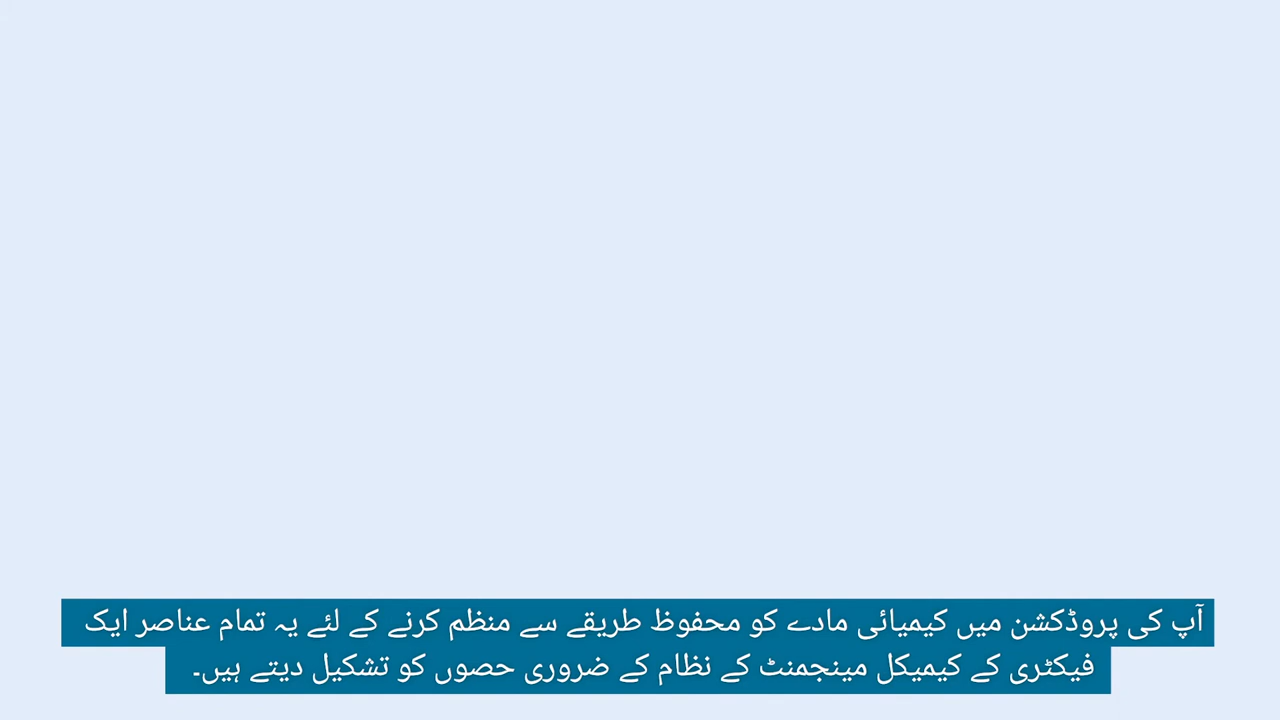 آپ کی پروڈکشن میں کیمیائی مادے کو محفوظ طریقے سے منظم کرنے کے لئے یہ تمام عناصر ایک
فیکٹری کے کیمیکل مینجمنٹ کے نظام کے ضروری حصوں کو تشکیل دیتے ہیں۔